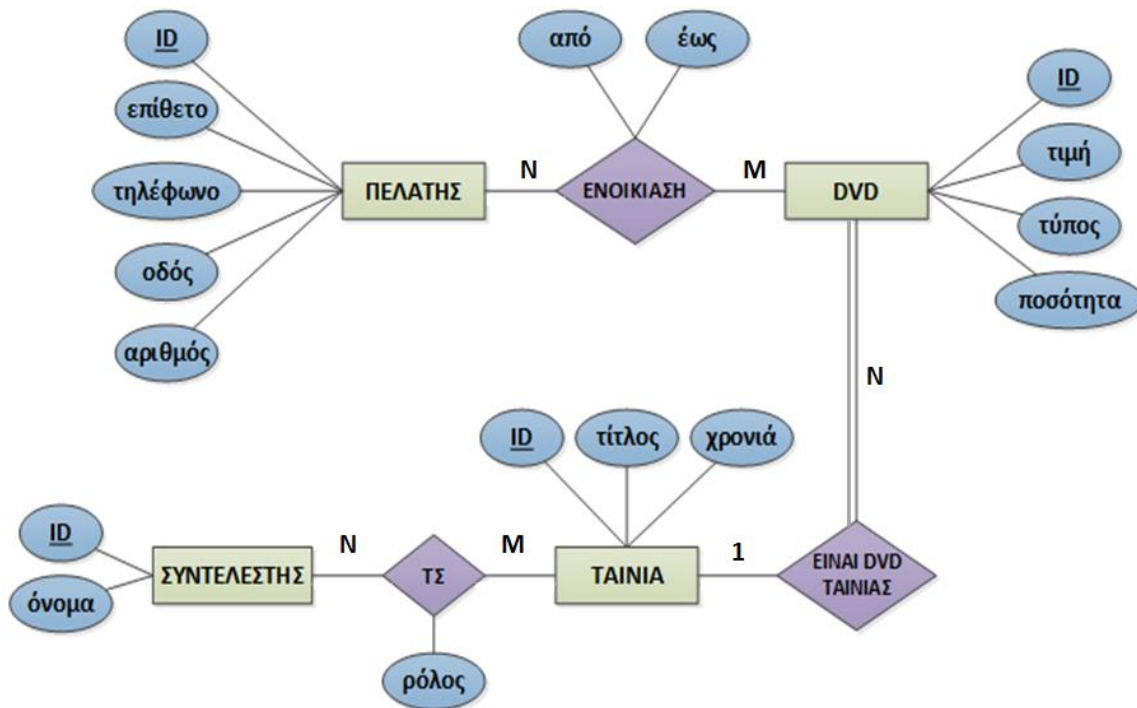 ID
επίθετο
τηλέφωνο
οδός
αριθμός
ΠΕΛΑΤΗΣ
N
από
έως
ΕΝΟΙΚΙΑΣΗ
M
DVD
ID
τιμή
τύπος
ποσότητα
N
ID
τίτλος
χρονιά
ID
όνομα
ΣΥΝΤΕΛΕΣΤΗΣ
N
ΤΣ
ρόλος
M
ΤΑΙΝΙΑ
1
ΕΙΝΑΙ DVD
ΤΑΙΝΙΑΣ